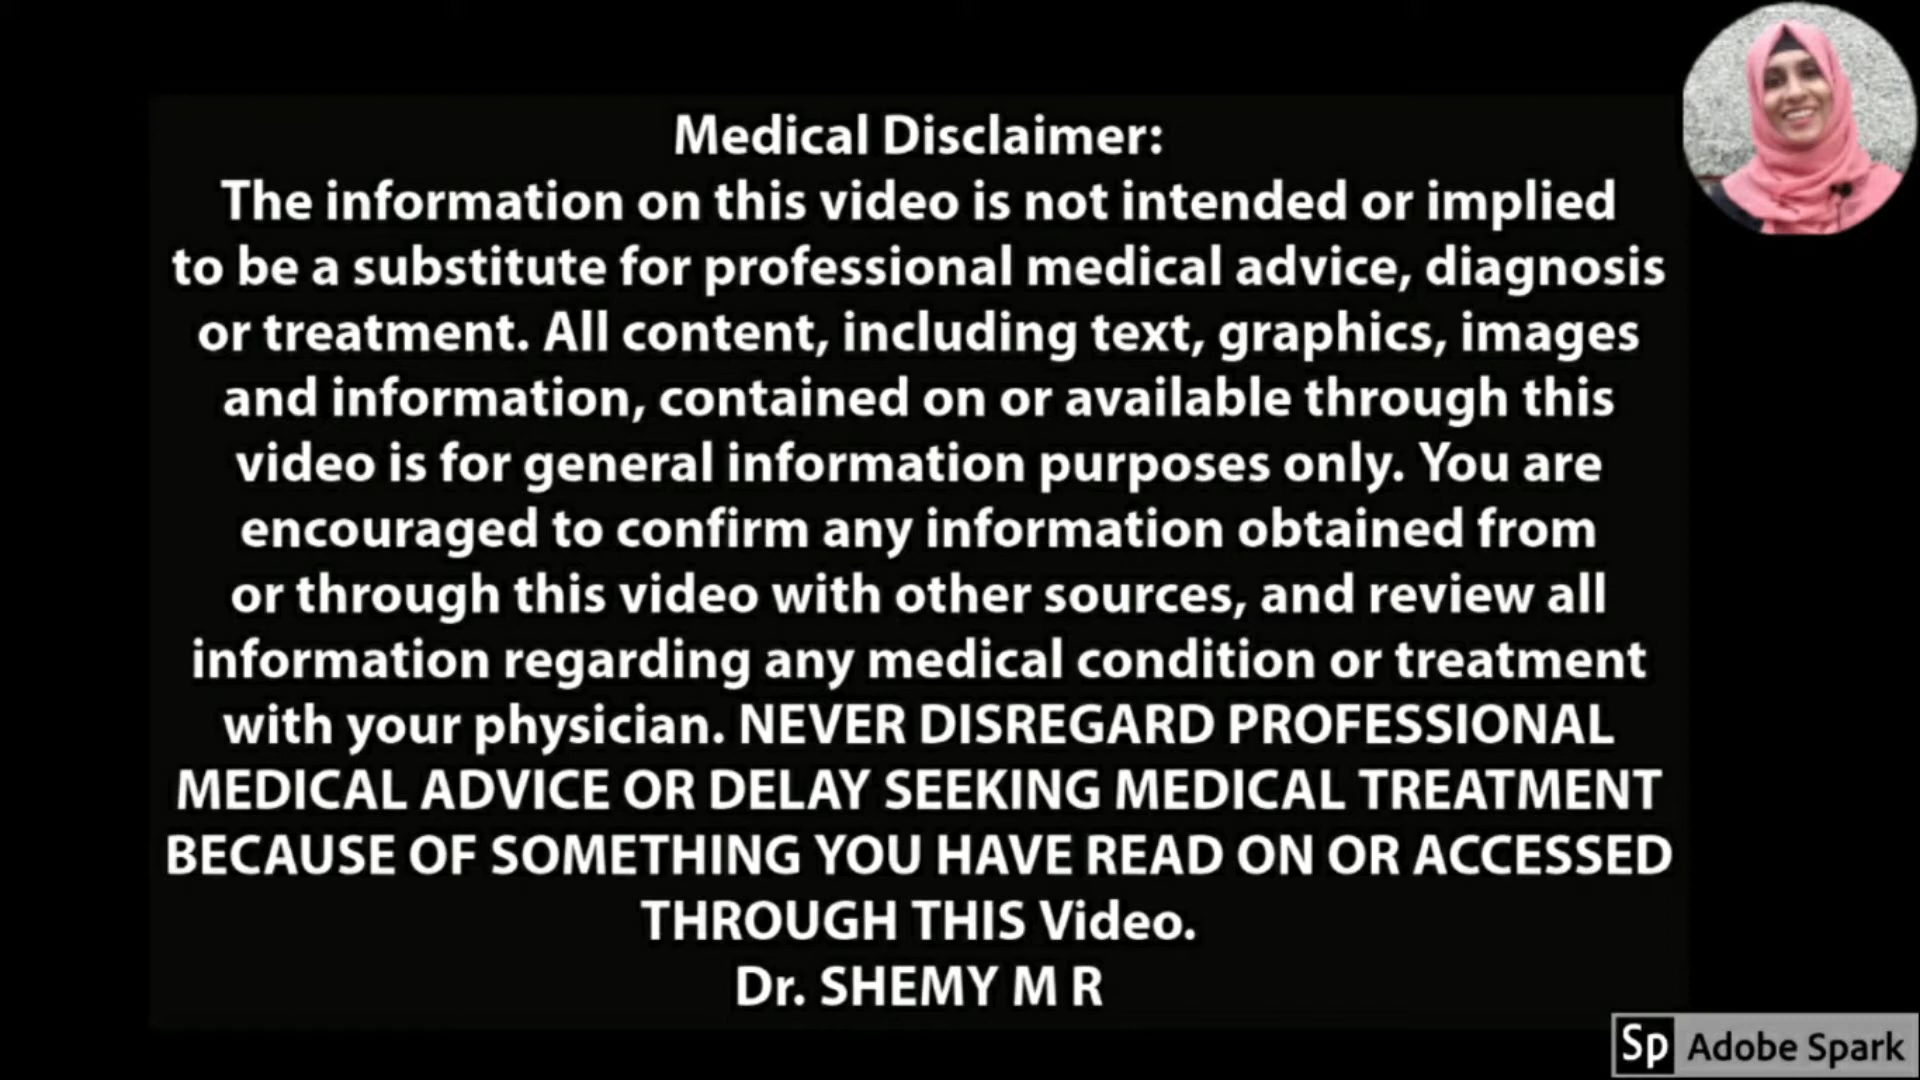 Medical Disclaimer:
The information on this video is not intended or implied
to be a substitute for professional medical advice, diagnosis
or treatment. All content, including text, graphics, images
and information, contained on or available through this
video is for general information purposes only. You are
encouraged to confirm any information obtained from
or through this video with other sources, and review all
information regarding any medical condition or treatment
with your physician. NEVER DISREGARD PROFESSIONAL
MEDICAL ADVICE OR DELAY SEEKING MEDICAL TREATMENT
BECAUSE OF SOMETHING YOU HAVE READ ON OR ACCESSED
THROUGH THIS Video.
Dr. SHEMY M R
Sp Adobe Spark